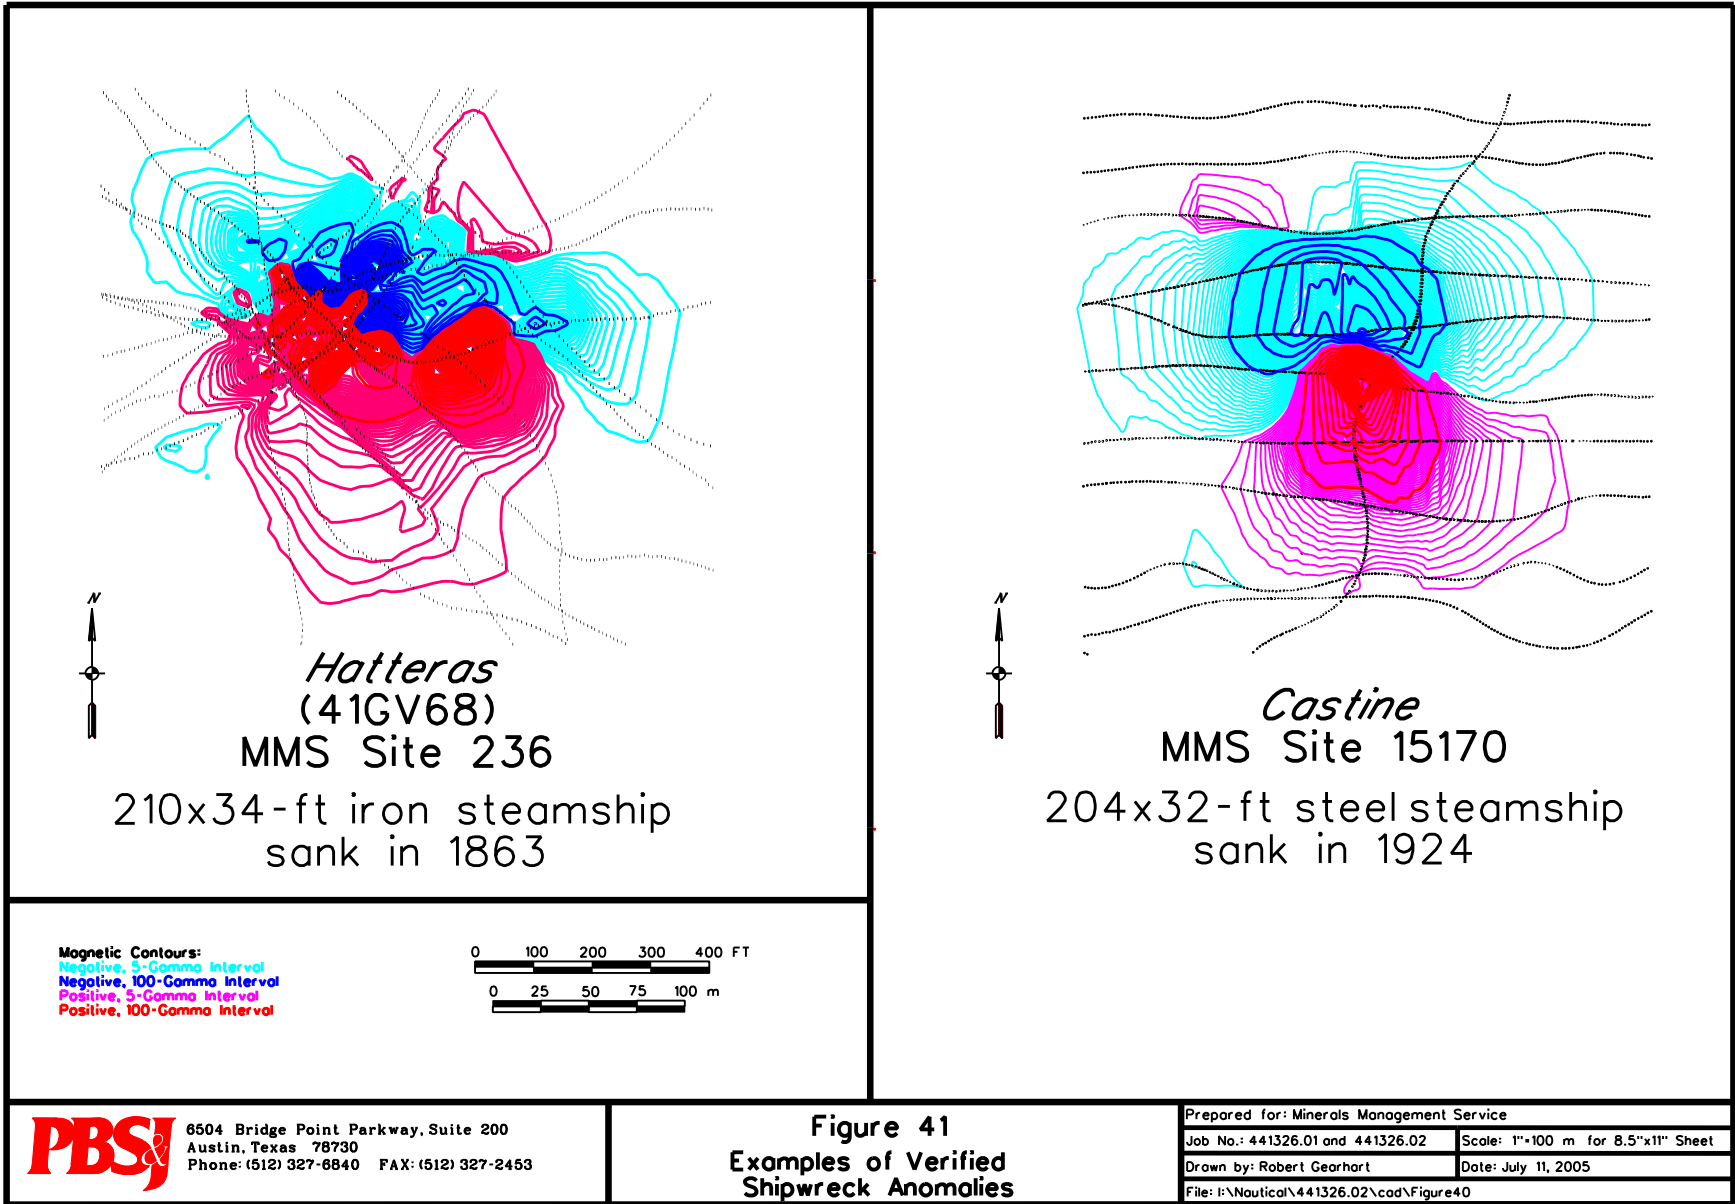 N
Hatteras
(41GV68)
MMS Site 236
210x34-ft iron steamship
sank in 1863
N
Castine
MMS Site 15170
204x32-ft steel steamship
sank in 1924
Magnetic Contours:
Negative, 5-Gamma Interval
Negative, 100-Gamma Interval
Positive, 5-Gamma Interval
Positive, 100-Gamma Interval
0 100 200 300 400 FT
0 25 50 75 100 m
PBS&J
6504 Bridge Point Parkway, Suite 200
Austin, Texas 78730
Phone: (512) 327-6840 FAX: (512) 327-2453
Figure 41
Examples of Verified
Shipwreck Anomalies
Prepared for: Minerals Management Service
Job No.: 441326.01 and 441326.02
Scale: 1"=100 m for 8.5"x11" Sheet
Drawn by: Robert Gearhart
Date: July 11, 2005
File: I:\Nautical\441326.02\cad\Figure40